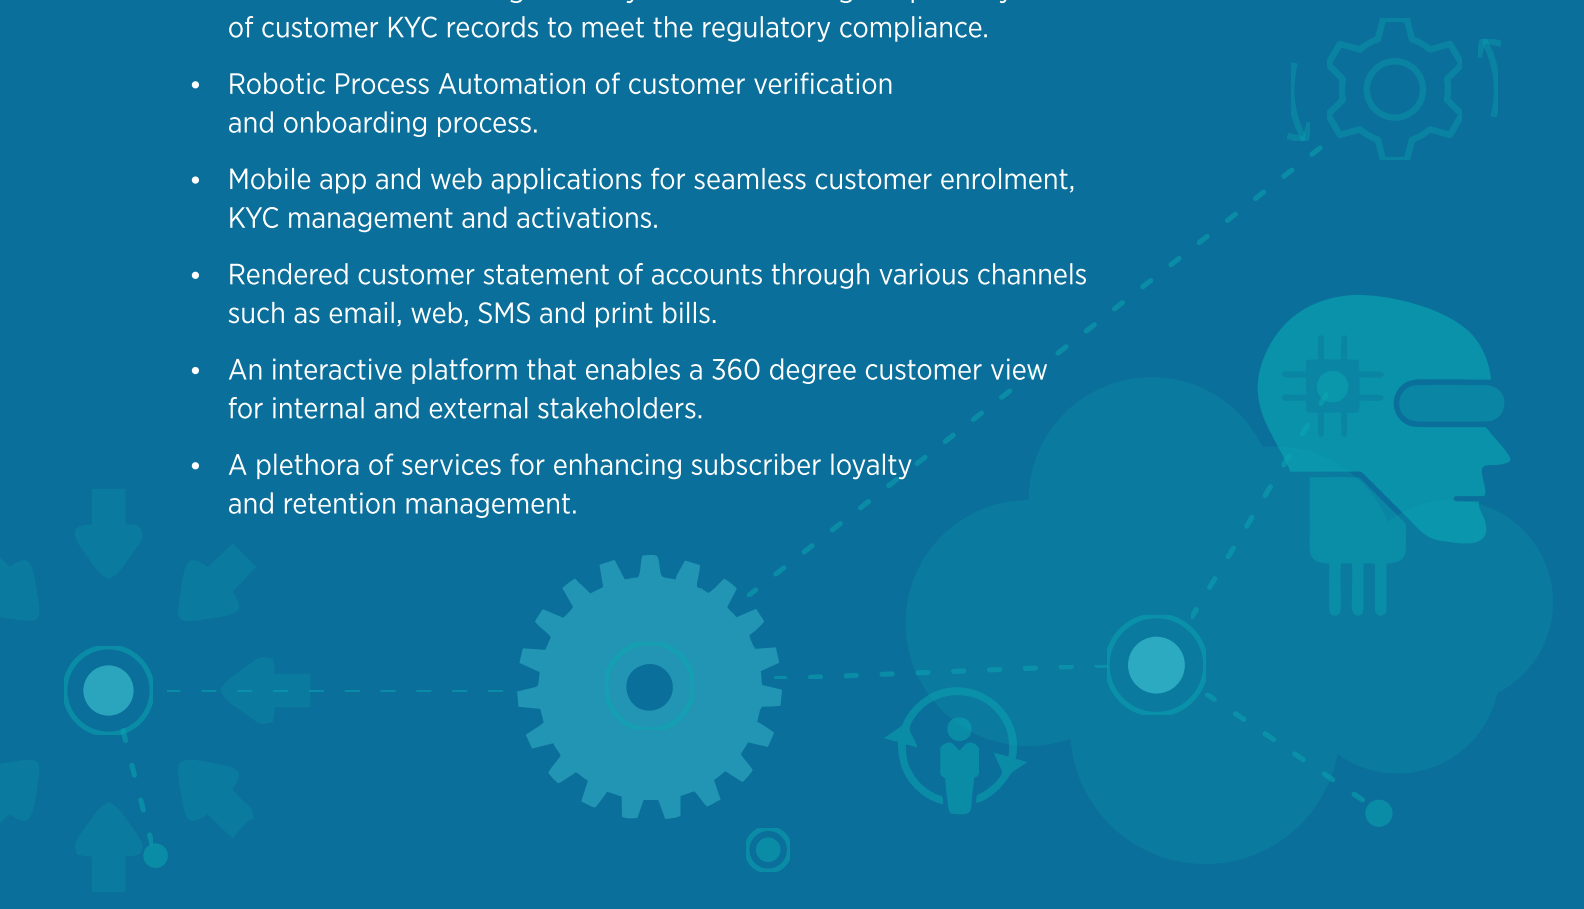 of customer KYC records to meet the regulatory compliance.
• Robotic Process Automation of customer verification
and onboarding process.
• Mobile app and web applications for seamless customer enrolment,
KYC management and activations.
• Rendered customer statement of accounts through various channels
such as email, web, SMS and print bills.
• An interactive platform that enables a 360 degree customer view
for internal and external stakeholders.
• A plethora of services for enhancing subscriber loyalty
and retention management.